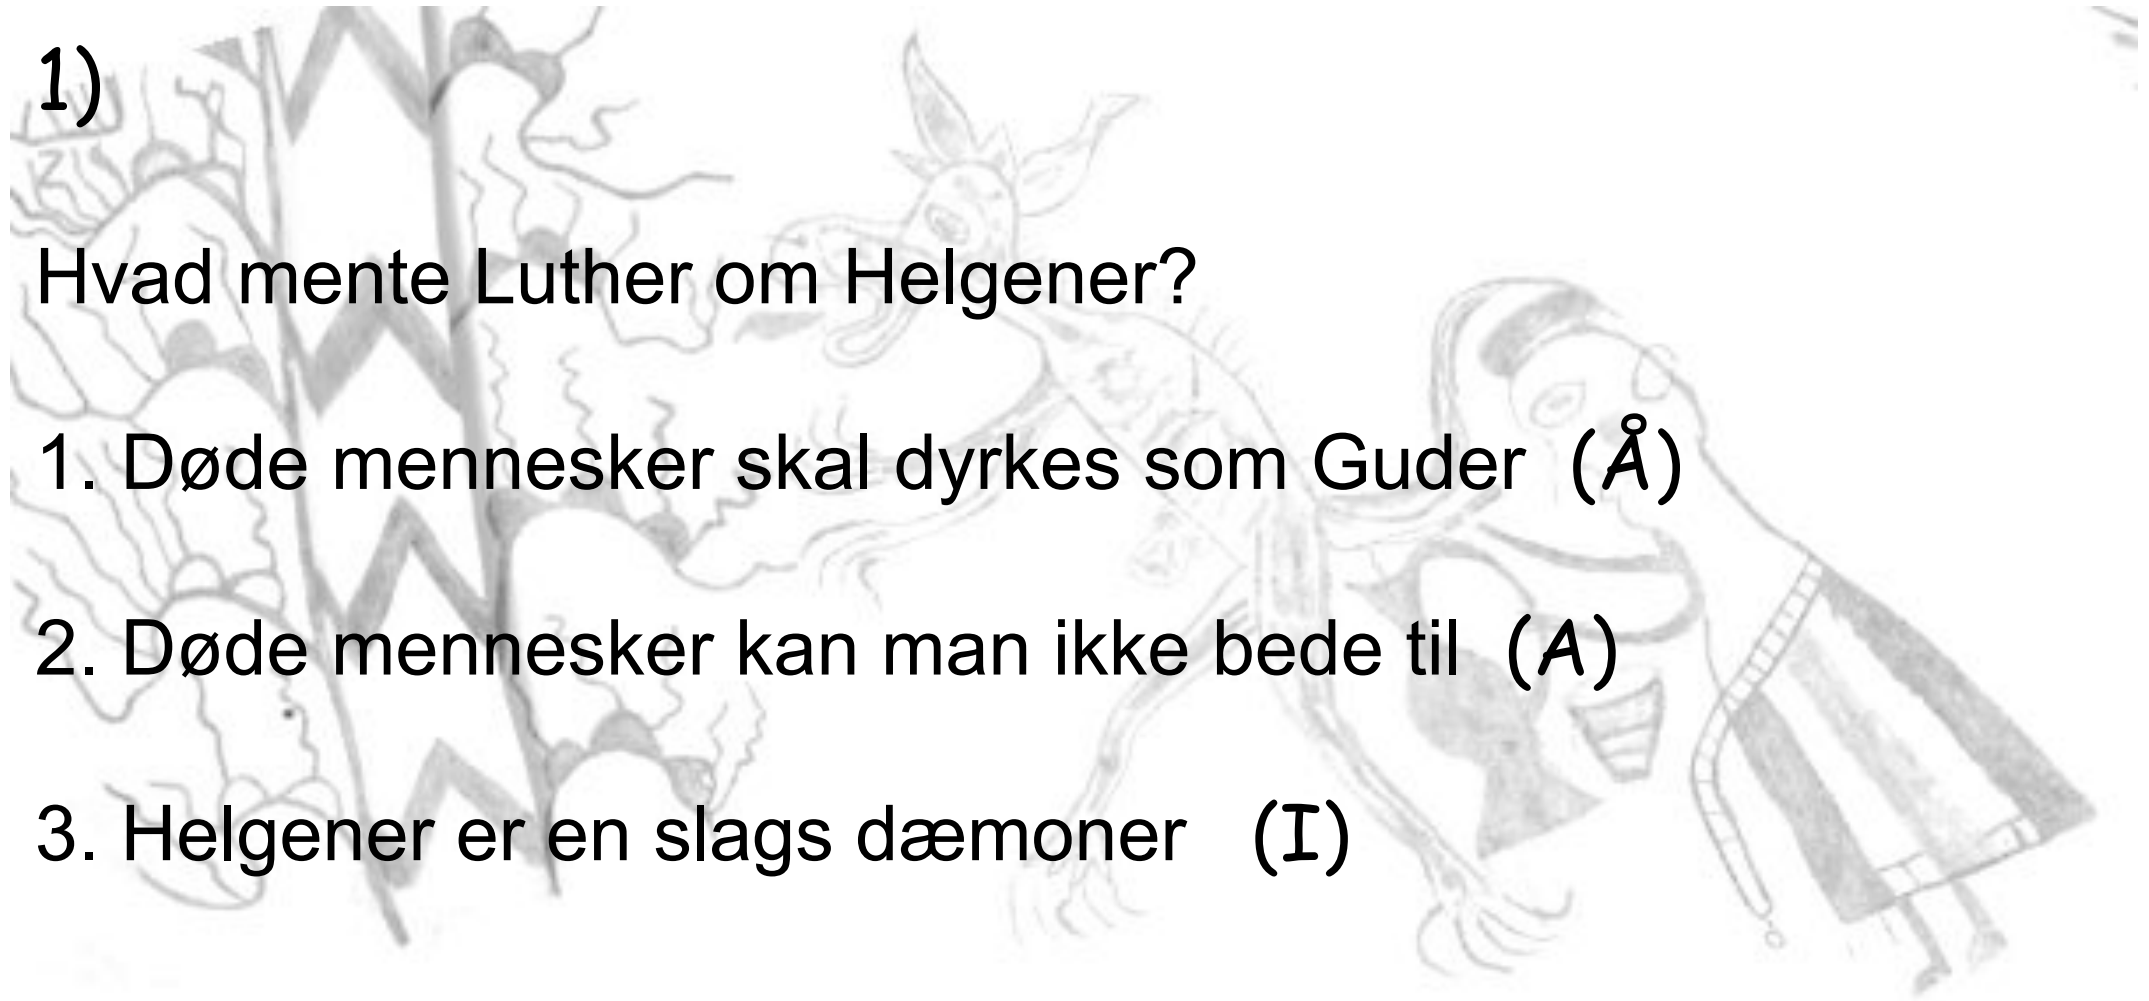 1)
Hvad mente Luther om Helgener?
1. Døde mennesker skal dyrkes som Guder (Å)
2. Døde mennesker kan man ikke bede til (A)
3. Helgener er en slags dæmoner (I)